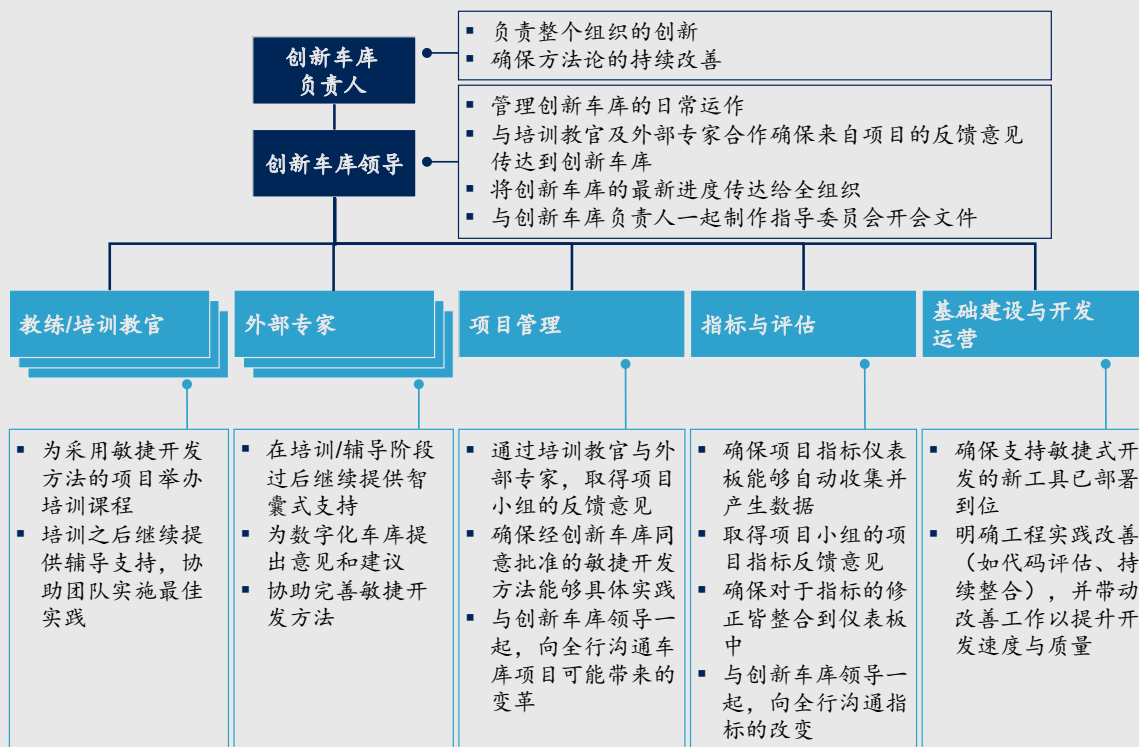 创新车库
负责人
▪ 负责整个组织的创新
▪ 确保方法论的持续改善
创新车库领导
▪ 管理创新车库的日常运作
▪ 与培训教官及外部专家合作确保来自项目的反馈意见
传达到创新车库
▪ 将创新车库的最新进度传达给全组织
▪ 与创新车库负责人一起制作指导委员会开会文件
教练/培训教官
外部专家
项目管理
指标与评估
基础建设与开发
运营
▪ 为采用敏捷开发
方法的项目举办
培训课程
▪ 培训之后继续提
供辅导支持，协
助团队实施最佳
实践
▪ 在培训/辅导阶段
过后继续提供智
囊式支持
▪ 为数字化车库提
出意见和建议
▪ 协助完善敏捷开
发方法
▪ 通过培训教官与外
部专家，取得项目
小组的反馈意见
▪ 确保经创新车库同
意批准的敏捷开发
方法能够具体实践
▪ 与创新车库领导一
起，向全行沟通车
库项目可能带来的
变革
▪ 确保项目指标仪表
板能够自动收集并
产生数据
▪ 取得项目小组的项
目指标反馈意见
▪ 确保对于指标的修
正皆整合到仪表板
中
▪ 与创新车库领导一
起，向全行沟通指
标的改变
▪ 确保支持敏捷式开
发的新工具已部署
到位
▪ 明确工程实践改善
（如代码评估、持
续整合），并带动
改善工作以提升开
发速度与质量